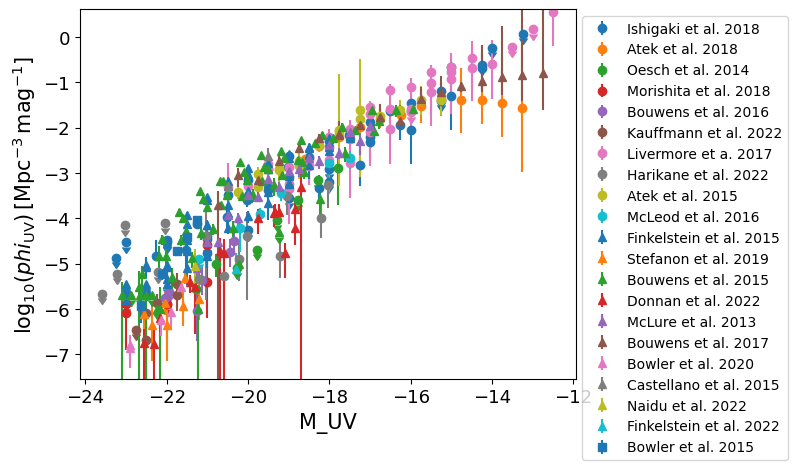 log₁₀(phi_UV) [Mpc⁻³ mag⁻¹]
0
−1
−2
−3
−4
−5
−6
−7
−24
−22
−20
−18
−16
−14
−12
M_UV
Ishigaki et al. 2018
Atek et al. 2018
Oesch et al. 2014
Morishita et al. 2018
Bouwens et al. 2016
Kauffmann et al. 2022
Livermore et a. 2017
Harikane et al. 2022
Atek et al. 2015
McLeod et al. 2016
Finkelstein et al. 2015
Stefanon et al. 2019
Bouwens et al. 2015
Donnan et al. 2022
McLure et al. 2013
Bouwens et al. 2017
Bowler et al. 2020
Castellano et al. 2015
Naidu et al. 2022
Finkelstein et al. 2022
Bowler et al. 2015